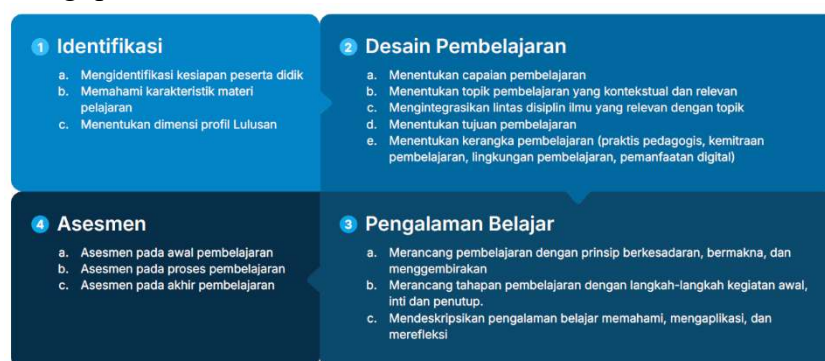 1 Identifikasi
a. Mengidentifikasi kesiapan peserta didik
b. Memahami karakteristik materi
pelajaran
c. Menentukan dimensi profil Lulusan
2 Desain Pembelajaran
a. Menentukan capaian pembelajaran
b. Menentukan topik pembelajaran yang kontekstual dan relevan
c. Mengintegrasikan lintas disiplin ilmu yang relevan dengan topik
d. Menentukan tujuan pembelajaran
e. Menentukan kerangka pembelajaran (praktis pedagogis, kemitraan
pembelajaran, lingkungan pembelajaran, pemanfaatan digital)
3 Pengalaman Belajar
a. Merancang pembelajaran dengan prinsip berkesadaran, bermakna, dan
menggembirakan
b. Merancang tahapan pembelajaran dengan langkah-langkah kegiatan awal,
inti dan penutup.
c. Mendeskripsikan pengalaman belajar memahami, mengaplikasi, dan
merefleksi
4 Asesmen
a. Asesmen pada awal pembelajaran
b. Asesmen pada proses pembelajaran
c. Asesmen pada akhir pembelajaran